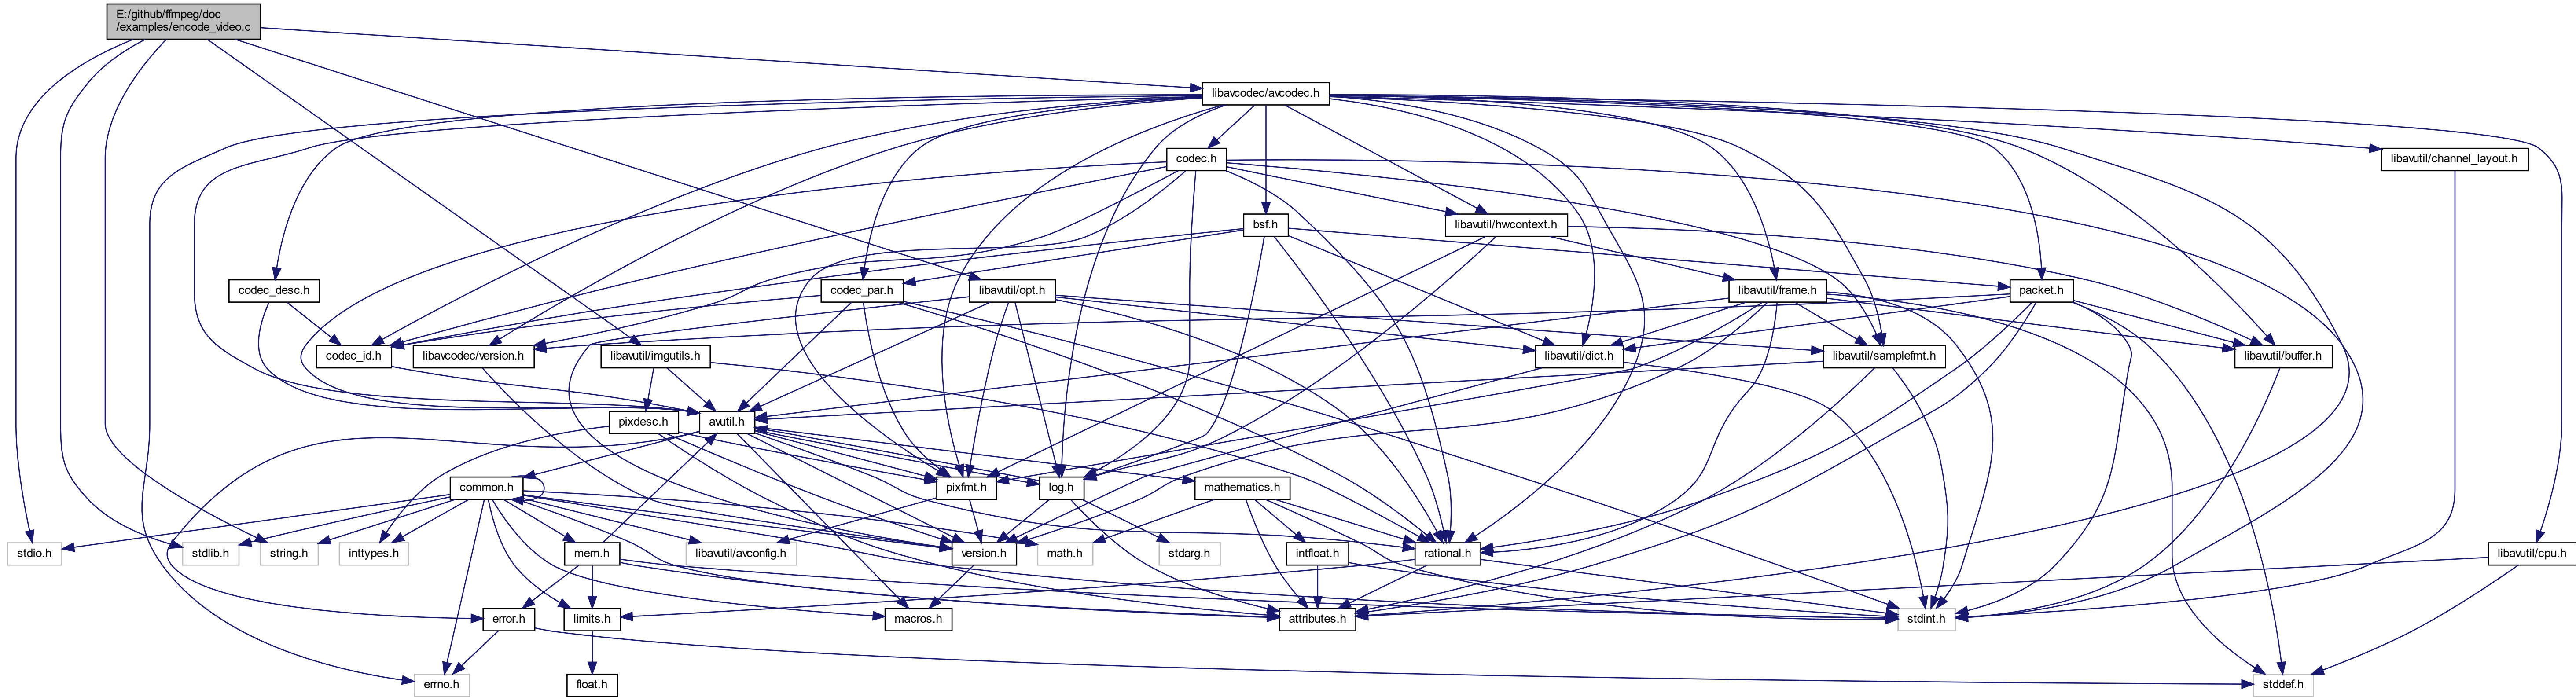 E:/github/ffmpeg/doc
/examples/encode_video.c
libavcodec/avcodec.h
codec.h
libavutil/channel_layout.h
bsf.h
libavutil/hwcontext.h
codec_desc.h
codec_par.h
libavutil/opt.h
libavutil/frame.h
packet.h
codec_id.h
libavcodec/version.h
libavutil/imgutils.h
libavutil/dict.h
libavutil/samplefmt.h
libavutil/buffer.h
pixdesc.h
avutil.h
common.h
pixfmt.h
log.h
mathematics.h
stdio.h
stdlib.h
string.h
inttypes.h
mem.h
libavutil/avconfig.h
version.h
math.h
stdarg.h
intfloat.h
rational.h
libavutil/cpu.h
error.h
limits.h
macros.h
attributes.h
stdint.h
errno.h
float.h
stddef.h